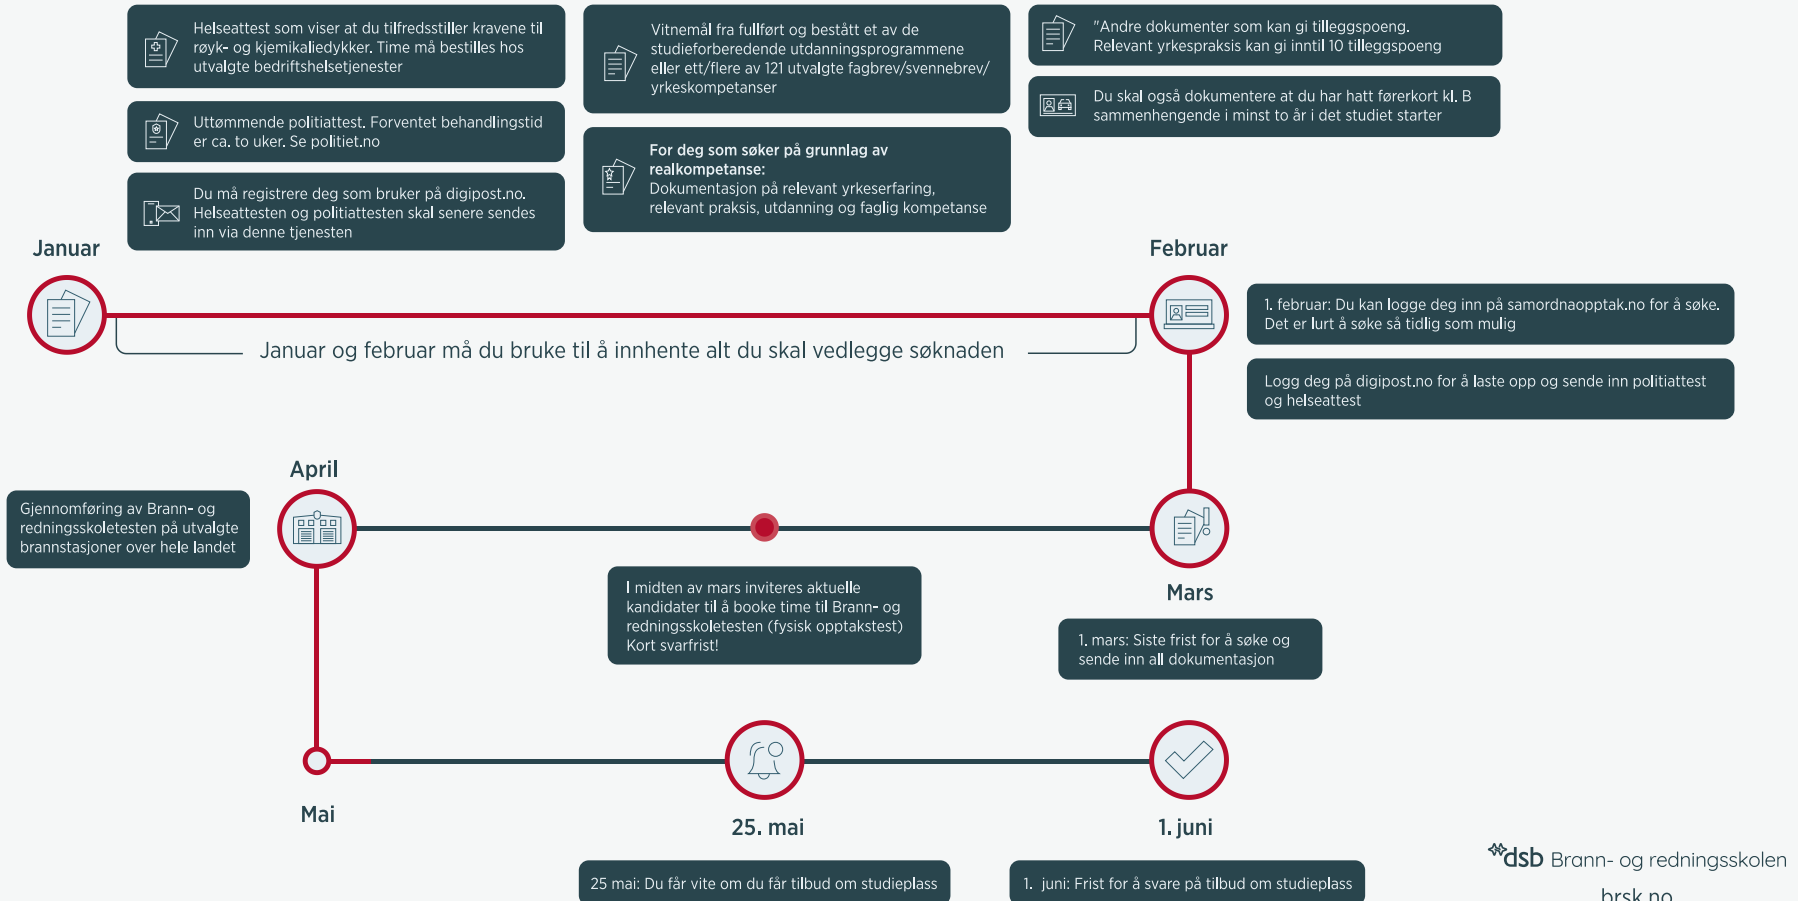 Helseattest som viser at du tilfredsstiller kravene til
røyk- og kjemikaliedykker. Time må bestilles hos
utvalgte bedriftshelsetjenester
Uttømmende politiattest. Forventet behandlingstid
er ca. to uker. Se politiet.no
Du må registrere deg som bruker på digipost.no.
Helseattesten og politiattesten skal senere sendes
inn via denne tjenesten
Vitnemål fra fullført og bestått et av de
studieforberedende utdanningsprogrammene
eller ett/flere av 121 utvalgte fagbrev/svennebrev/
yrkeskompetanser
For deg som søker på grunnlag av
realkompetanse:
Dokumentasjon på relevant yrkeserfaring,
relevant praksis, utdanning og faglig kompetanse
"Andre dokumenter som kan gi tilleggspoeng.
Relevant yrkespraksis kan gi inntil 10 tilleggspoeng
Du skal også dokumentere at du har hatt førerkort kl. B
sammenhengende i minst to år i det studiet starter
Januar
Februar
Januar og februar må du bruke til å innhente alt du skal vedlegge søknaden
1. februar: Du kan logge deg inn på samordnaopptak.no for å søke.
Det er lurt å søke så tidlig som mulig
Logg deg på digipost.no for å laste opp og sende inn politiattest
og helseattest
Mars
1. mars: Siste frist for å søke og
sende inn all dokumentasjon
I midten av mars inviteres aktuelle
kandidater til å booke time til Brann- og
redningsskoletesten (fysisk opptakstest)
Kort svarfrist!
April
Gjennomføring av Brann- og
redningsskoletesten på utvalgte
brannstasjoner over hele landet
Mai
25. mai
25 mai: Du får vite om du får tilbud om studieplass
1. juni
1. juni: Frist for å svare på tilbud om studieplass
dsb Brann- og redningsskolen
brsk.no